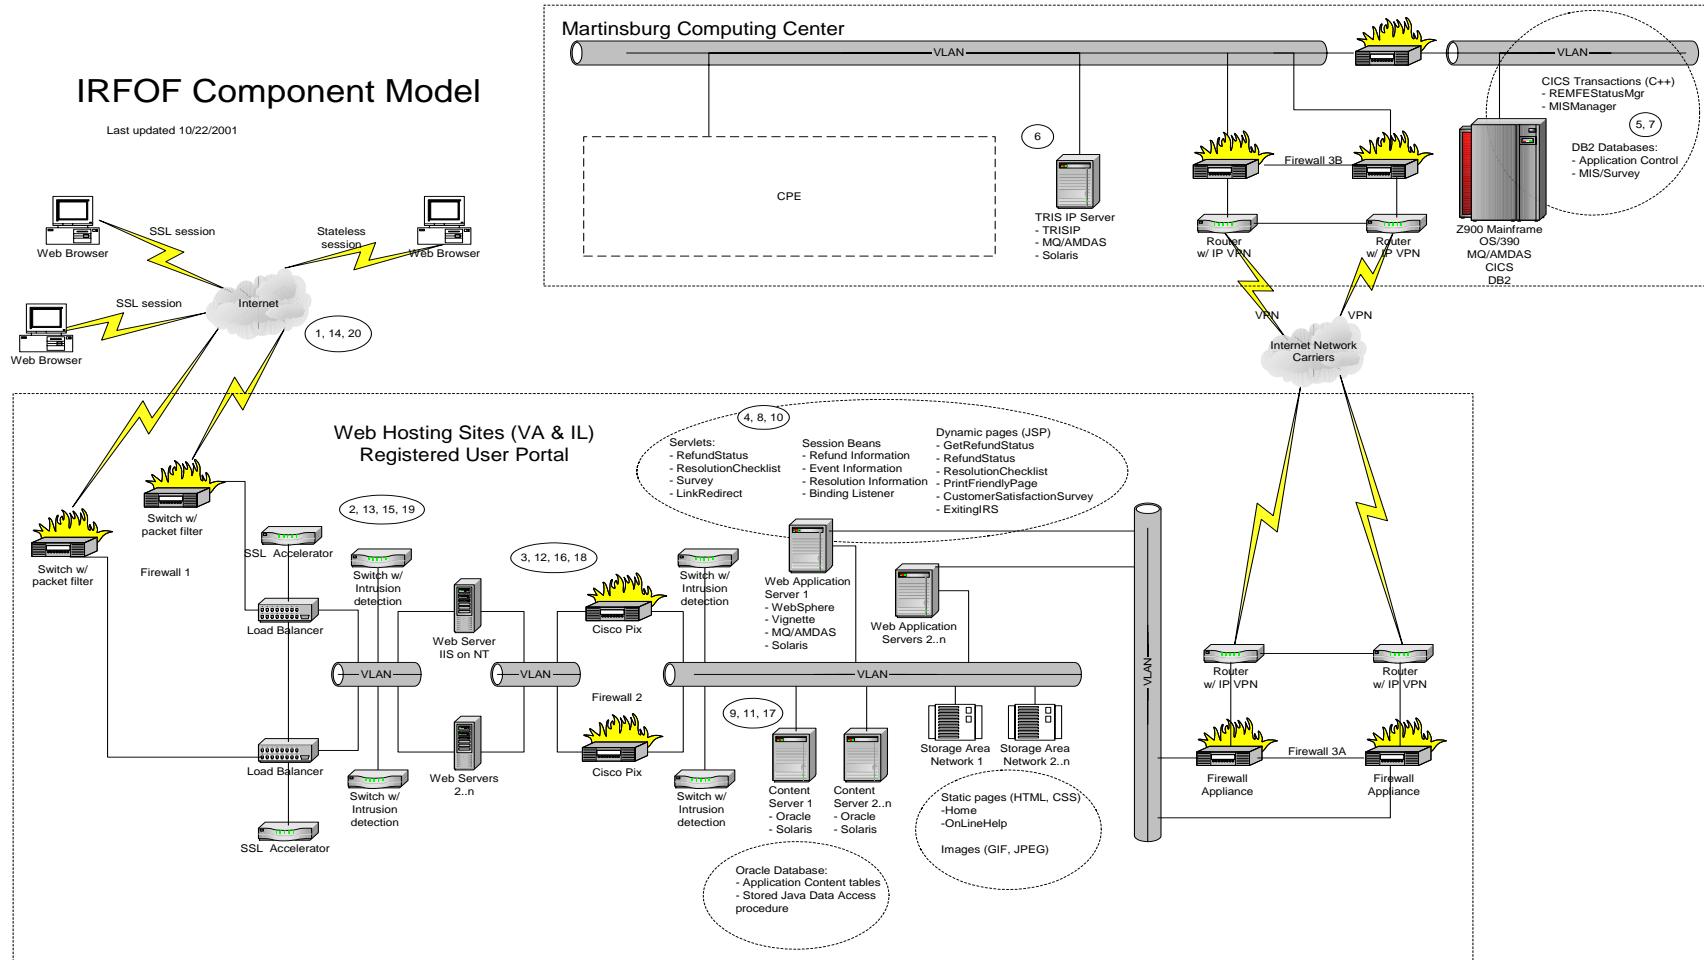 IRFOF Component Model
Last updated 10/22/2001
Web Browser
SSL session
Stateless
session
Web Browser
SSL session
Web Browser
Internet
1, 14, 20
Martinsburg Computing Center
VLAN
VLAN
CPE
6
TRIS IP Server
- TRISIP
- MQ/AMDAS
- Solaris
Firewall 3B
Router
w/ IP VPN
Router
w/ IP VPN
CICS Transactions (C++)
- REMFEStatusMgr
- MISManager
5, 7
DB2 Databases:
- Application Control
- MIS/Survey
Z900 Mainframe
OS/390
MQ/AMDAS
CICS
DB2
VPN
VPN
Internet Network
Carriers
Web Hosting Sites (VA & IL)
Registered User Portal
4, 8, 10
Servlets:
- RefundStatus
- ResolutionChecklist
- Survey
- LinkRedirect
Session Beans
- Refund Information
- Event Information
- Resolution Information
- Binding Listener
Dynamic pages (JSP)
- GetRefundStatus
- RefundStatus
- ResolutionChecklist
- PrintFriendlyPage
- CustomerSatisfactionSurvey
- ExitingIRS
Switch w/
packet filter
Switch w/
packet filter
Firewall 1
SSL Accelerator
2, 13, 15, 19
Switch w/
Intrusion
detection
Load Balancer
3, 12, 16, 18
Web Server
IIS on NT
Cisco Pix
Switch w/
Intrusion
detection
Web Application
Server 1
- WebSphere
- Vignette
- MQ/AMDAS
- Solaris
Web Application
Servers 2..n
VLAN
VLAN
VLAN
VLAN
Firewall 2
Load Balancer
SSL Accelerator
Switch w/
Intrusion
detection
Web Servers
2..n
Cisco Pix
Switch w/
Intrusion
detection
9, 11, 17
Content
Server 1
- Oracle
- Solaris
Content
Server 2..n
- Oracle
- Solaris
Storage Area
Network 1
Storage Area
Network 2..n
Static pages (HTML, CSS)
-Home
-OnLineHelp
Images (GIF, JPEG)
Oracle Database:
- Application Content tables
- Stored Java Data Access
procedure
Router
w/ IP VPN
Router
w/ IP VPN
Firewall 3A
Firewall
Appliance
Firewall
Appliance